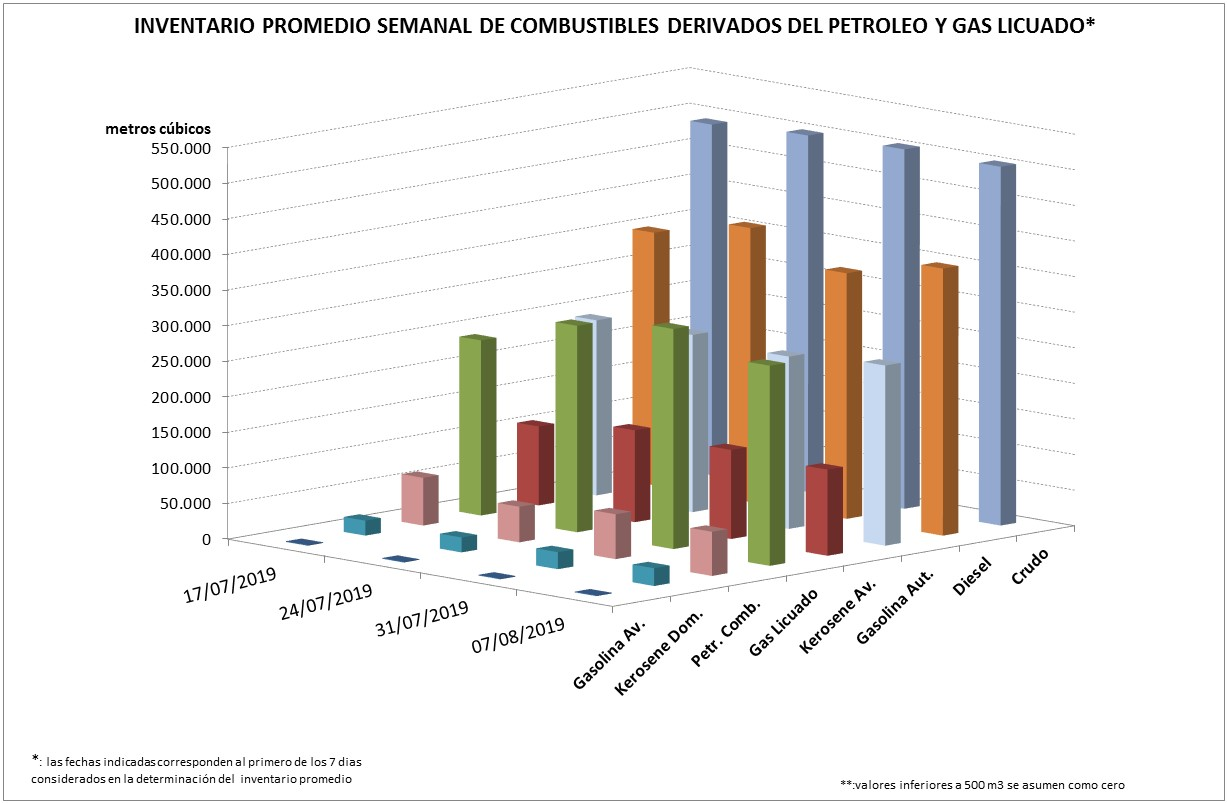 INVENTARIO PROMEDIO SEMANAL DE COMBUSTIBLES DERIVADOS DEL PETROLEO Y GAS LICUADO*
metros cúbicos
550.000
500.000
450.000
400.000
350.000
300.000
250.000
200.000
150.000
100.000
50.000
0
17/07/2019
24/07/2019
31/07/2019
07/08/2019
Gasolina Av.
Kerosene Dom.
Petr. Comb.
Gas Licuado
Kerosene Av.
Gasolina Aut.
Diesel
Crudo
*: las fechas indicadas corresponden al primero de los 7 dias
considerados en la determinación del inventario promedio
**:valores inferiores a 500 m3 se asumen como cero